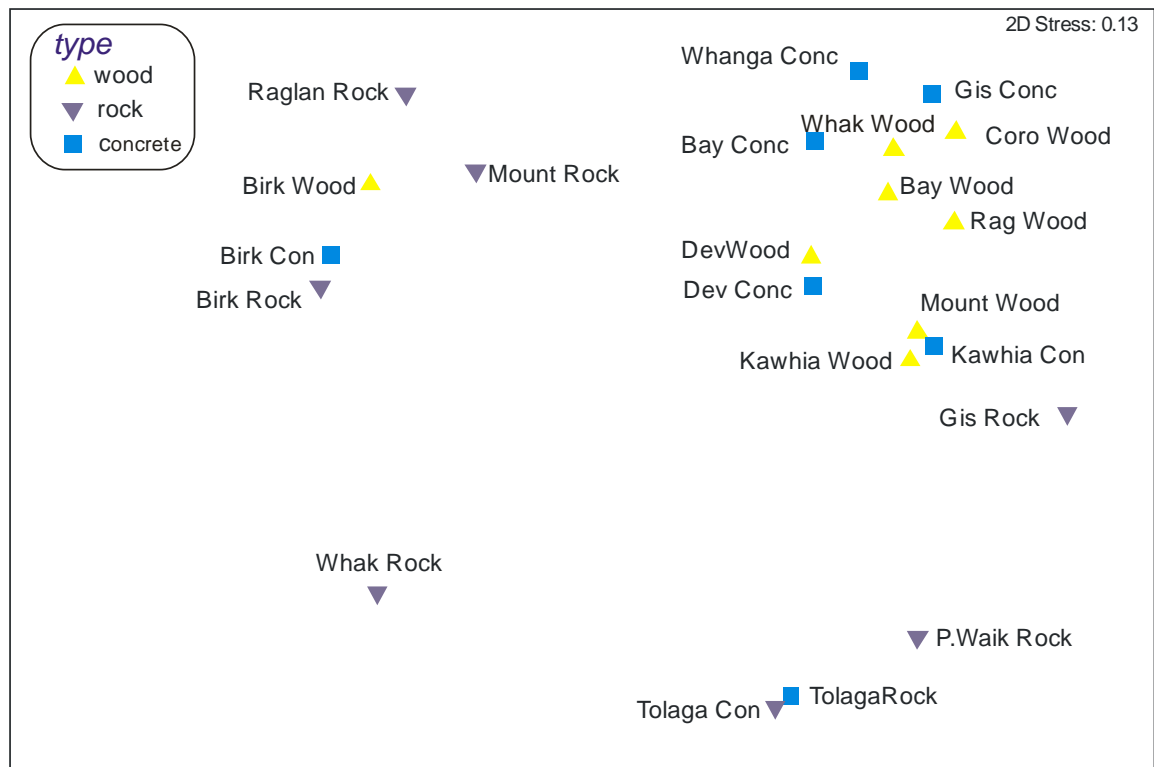 2D Stress: 0.13
type
wood
rock
concrete
Whanga Conc
Raglan Rock
Gis Conc
Whak Wood
Coro Wood
Bay Conc
Mount Rock
Birk Wood
Bay Wood
Rag Wood
DevWood
Birk Con
Dev Conc
Birk Rock
Mount Wood
Kawhia Wood
Kawhia Con
Gis Rock
Whak Rock
P.Waik Rock
TolagaRock
Tolaga Con